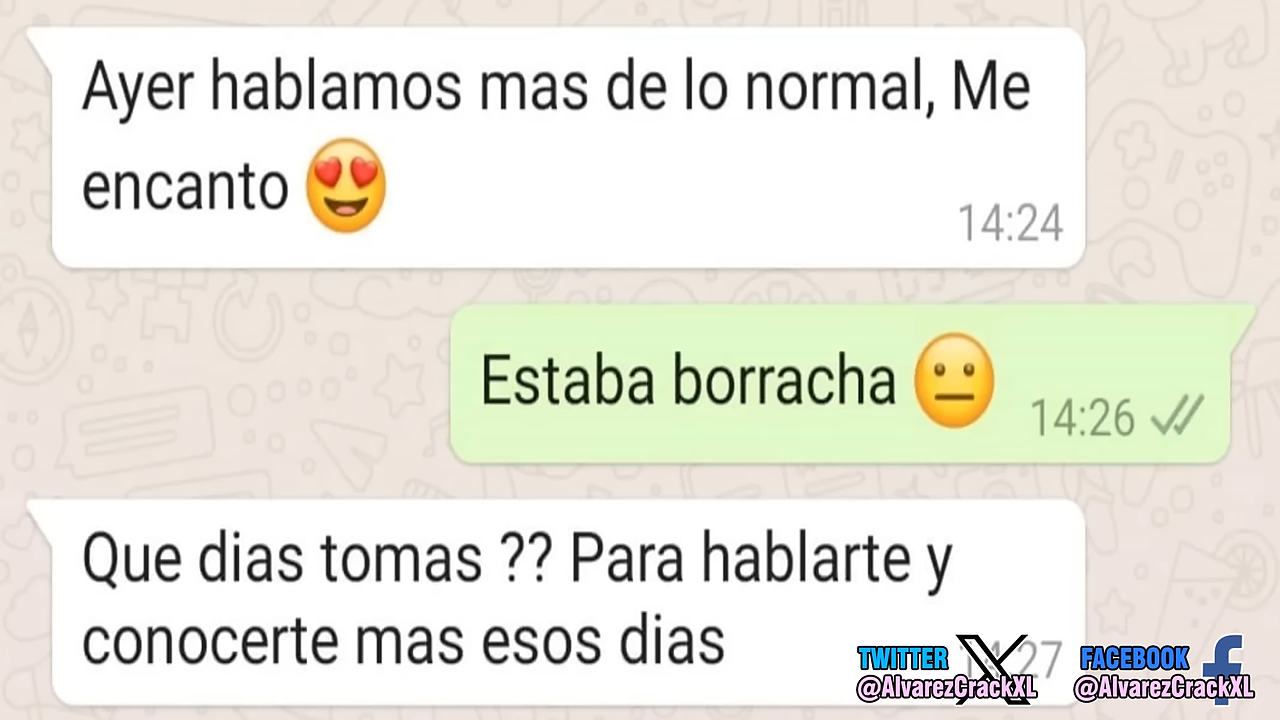 Ayer hablamos mas de lo normal, Me
encanto 😍
14:24
Estaba borracha 😐
14:26
Que dias tomas ?? Para hablarte y
conocerte mas esos dias
TWITTER X
@AlvarezCrackXL
FACEBOOK f
@AlvarezCrackXL